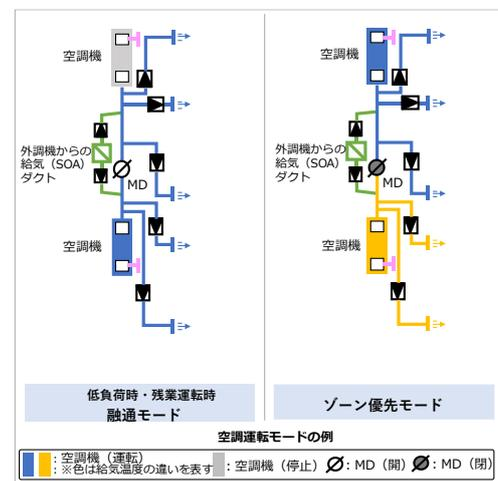 空調機
外調機からの
給気（SOA）
ダクト
MD
空調機
低負荷時・残業運転時
融通モード
空調機
外調機からの
給気（SOA）
ダクト
MD
空調機
ゾーン優先モード
空調運転モードの例
：空調機（運転）
：※色は給気温度の違いを表す
：空調機（停止）
：MD（開）
：MD（閉）